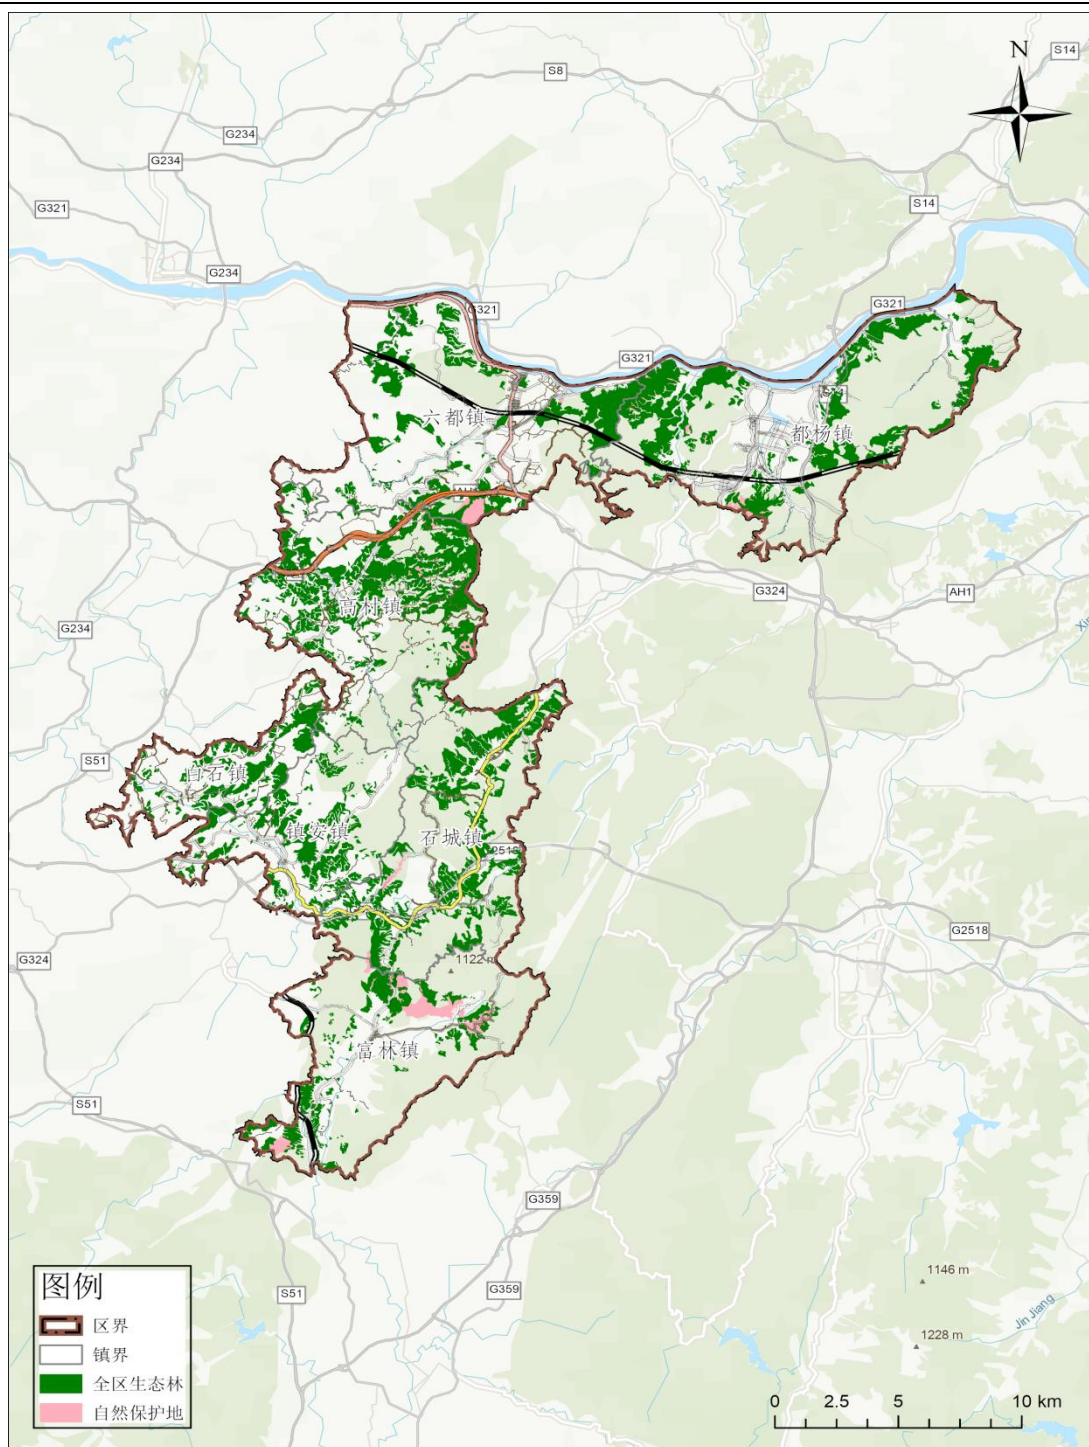 N
S14
S8
G234
G234
G321
S14
G234
G321
G321
G321
六都镇
都杨镇
G324
AH1
高村镇
G234
S51
白石镇
镇安镇
石城镇
G2518
G324
1122 m
富林镇
S51
G359
1146 m
S51
G359
Jin Jiang
1228 m
图例
区界
镇界
全区生态林
自然保护地
0 2.5 5 10 km